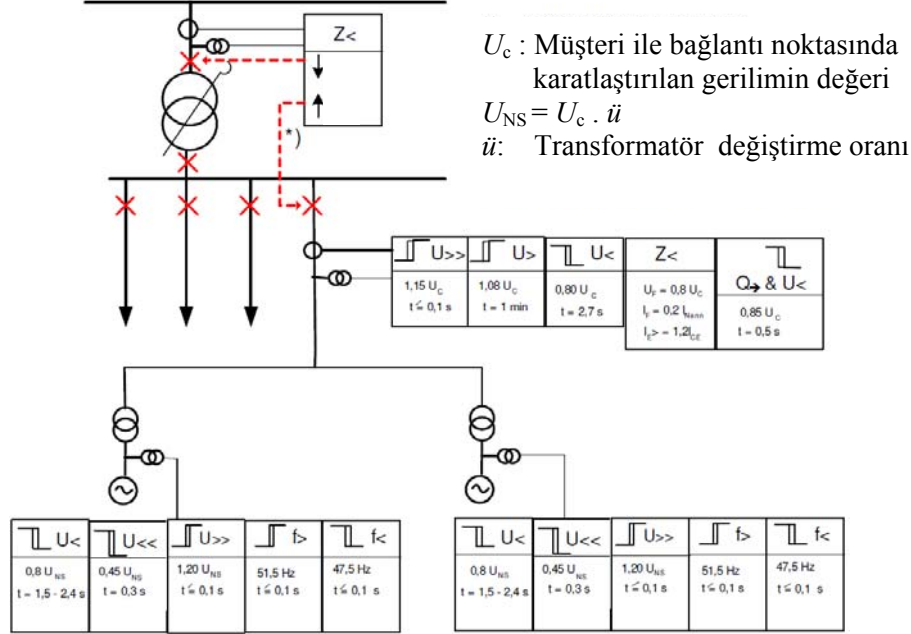 Z<
*)
U_c : Müşteri ile bağlantı noktasında
karatlaştırılan gerilimin değeri
U_NS = U_c . ü
ü: Transformatör değiştirme oranı
U>>
1,15 U_C
t ≤ 0,1 s
U>
1,08 U_C
t = 1 min
U<
0,80 U_C
t = 2,7 s
Z<
U_F = 0,8 U_C
I_F = 0,2 I_Nenn
I_E> = 1,2I_CE
Q→ & U<
0,85 U_C
t = 0,5 s
U<
0,8 U_NS
t = 1,5 - 2,4 s
U<<
0,45 U_NS
t = 0,3 s
U>>
1,20 U_NS
t ≤ 0,1 s
f>
51,5 Hz
t ≤ 0,1 s
f<
47,5 Hz
t ≤ 0,1 s
U<
0,8 U_NS
t = 1,5 - 2,4 s
U<<
0,45 U_NS
t = 0,3 s
U>>
1,20 U_NS
t ≤ 0,1 s
f>
51,5 Hz
t ≤ 0,1 s
f<
47,5 Hz
t ≤ 0,1 s